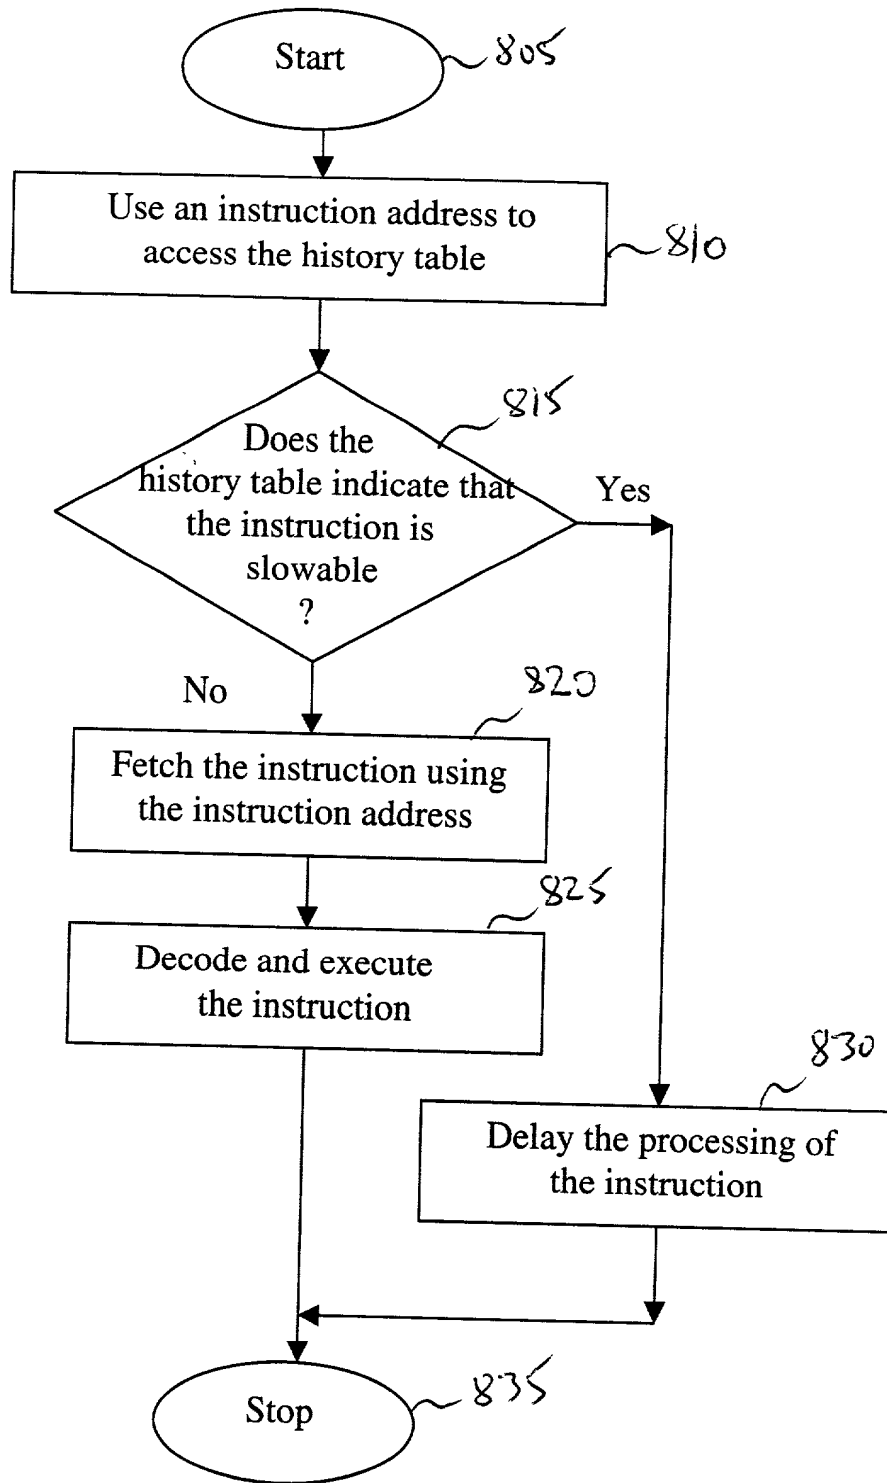 Start
805
Use an instruction address to
access the history table
810
815
Does the
history table indicate that
the instruction is
slowable
?
Yes
No
820
Fetch the instruction using
the instruction address
825
Decode and execute
the instruction
830
Delay the processing of
the instruction
Stop
835